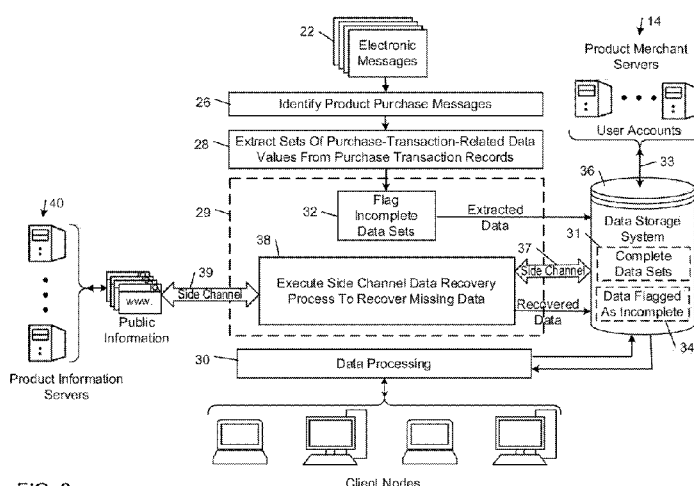 22
Electronic
Messages
14
Product Merchant
Servers
26
Identify Product Purchase Messages
28
Extract Sets Of Purchase-Transaction-Related Data
Values From Purchase Transaction Records
User Accounts
36
33
40
29
32
Flag
Incomplete
Data Sets
Extracted
Data
Data Storage
System
31
Complete
Data Sets
38
37
Side Channel
39
Side Channel
Execute Side Channel Data Recovery
Process To Recover Missing Data
www.
Public
Information
Recovered
Data
Data Flagged
As Incomplete
34
30
Data Processing
Product Information
Servers
Client Nodes